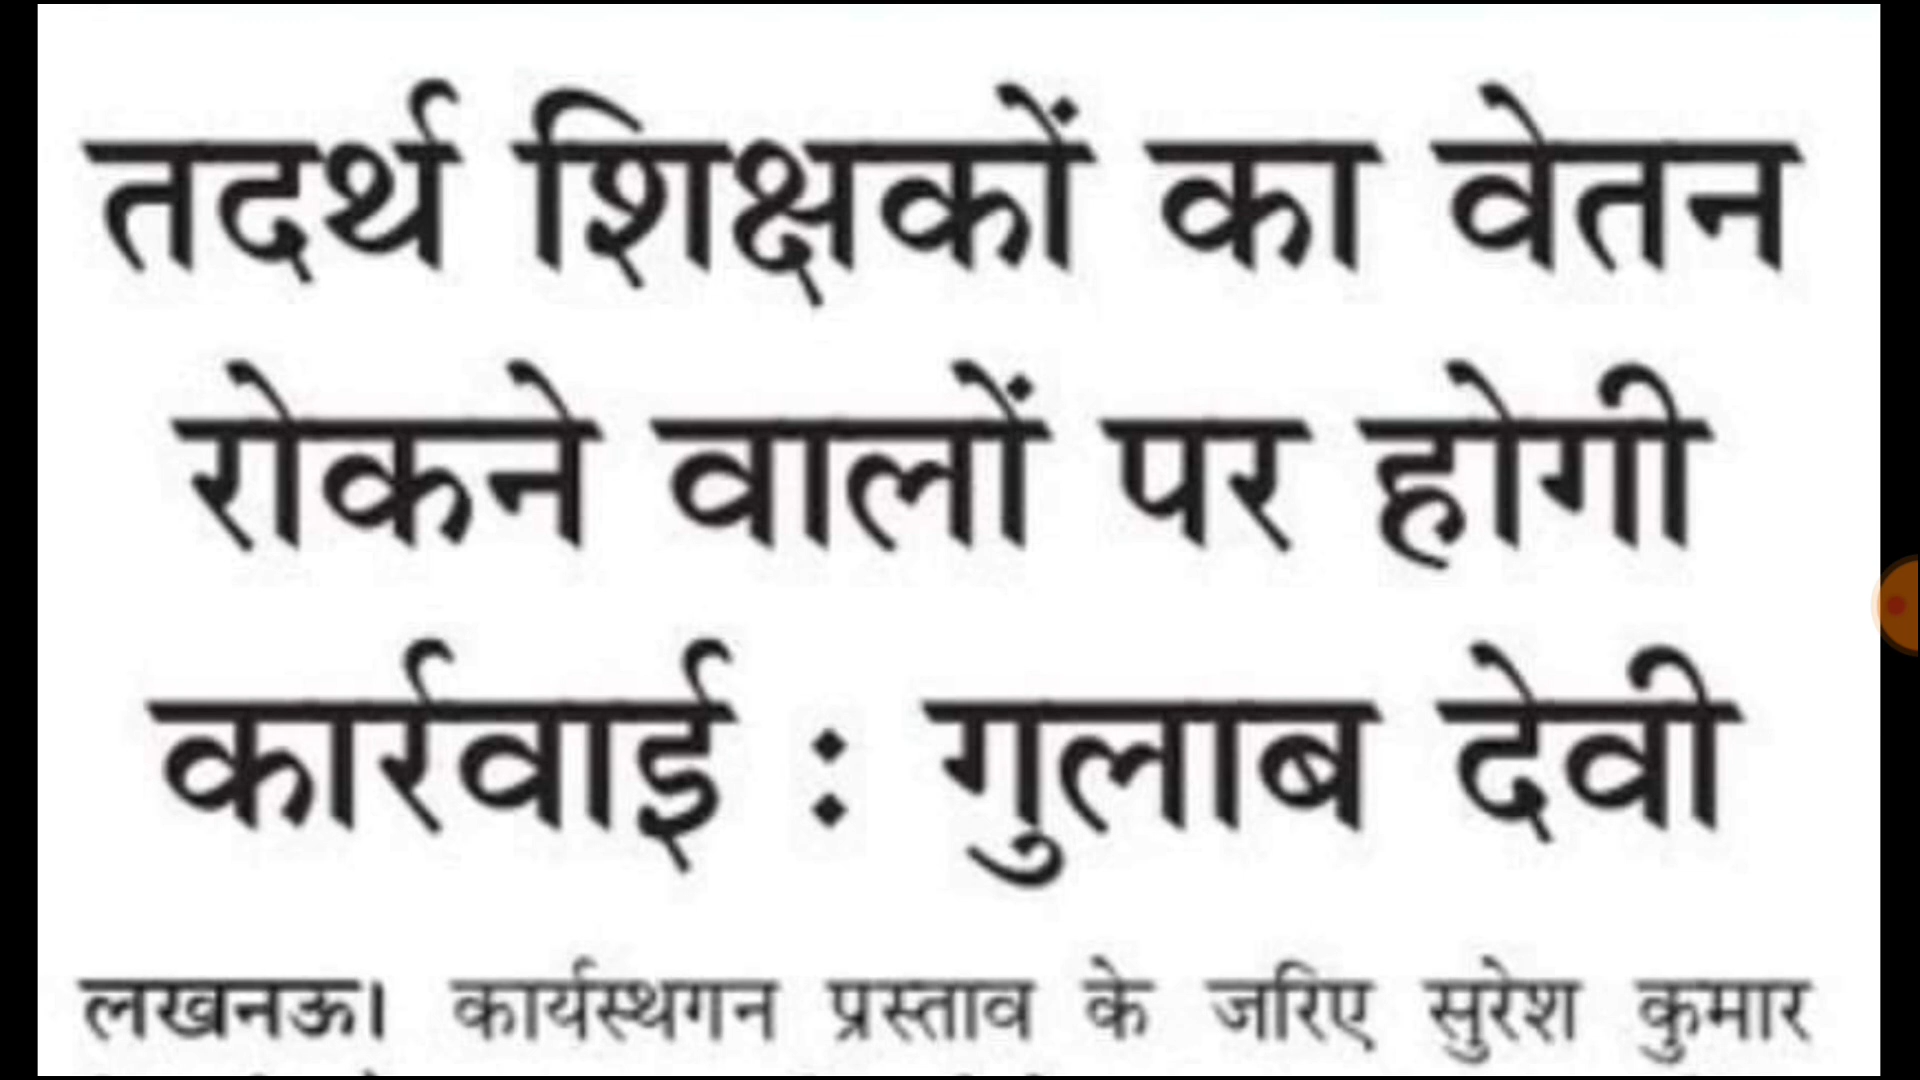 तदर्थ शिक्षकों का वेतन
रोकने वालों पर होगी
कार्रवाई : गुलाब देवी
लखनऊ। कार्यस्थगन प्रस्ताव के जरिए सुरेश कुमार